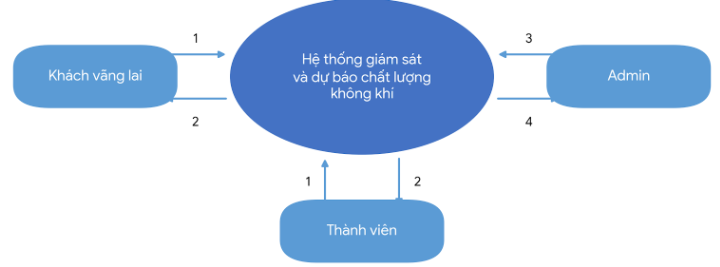 1
3
Hệ thống giám sát
và dự báo chất lượng
không khí
Khách vãng lai
Admin
2
4
1
2
Thành viên